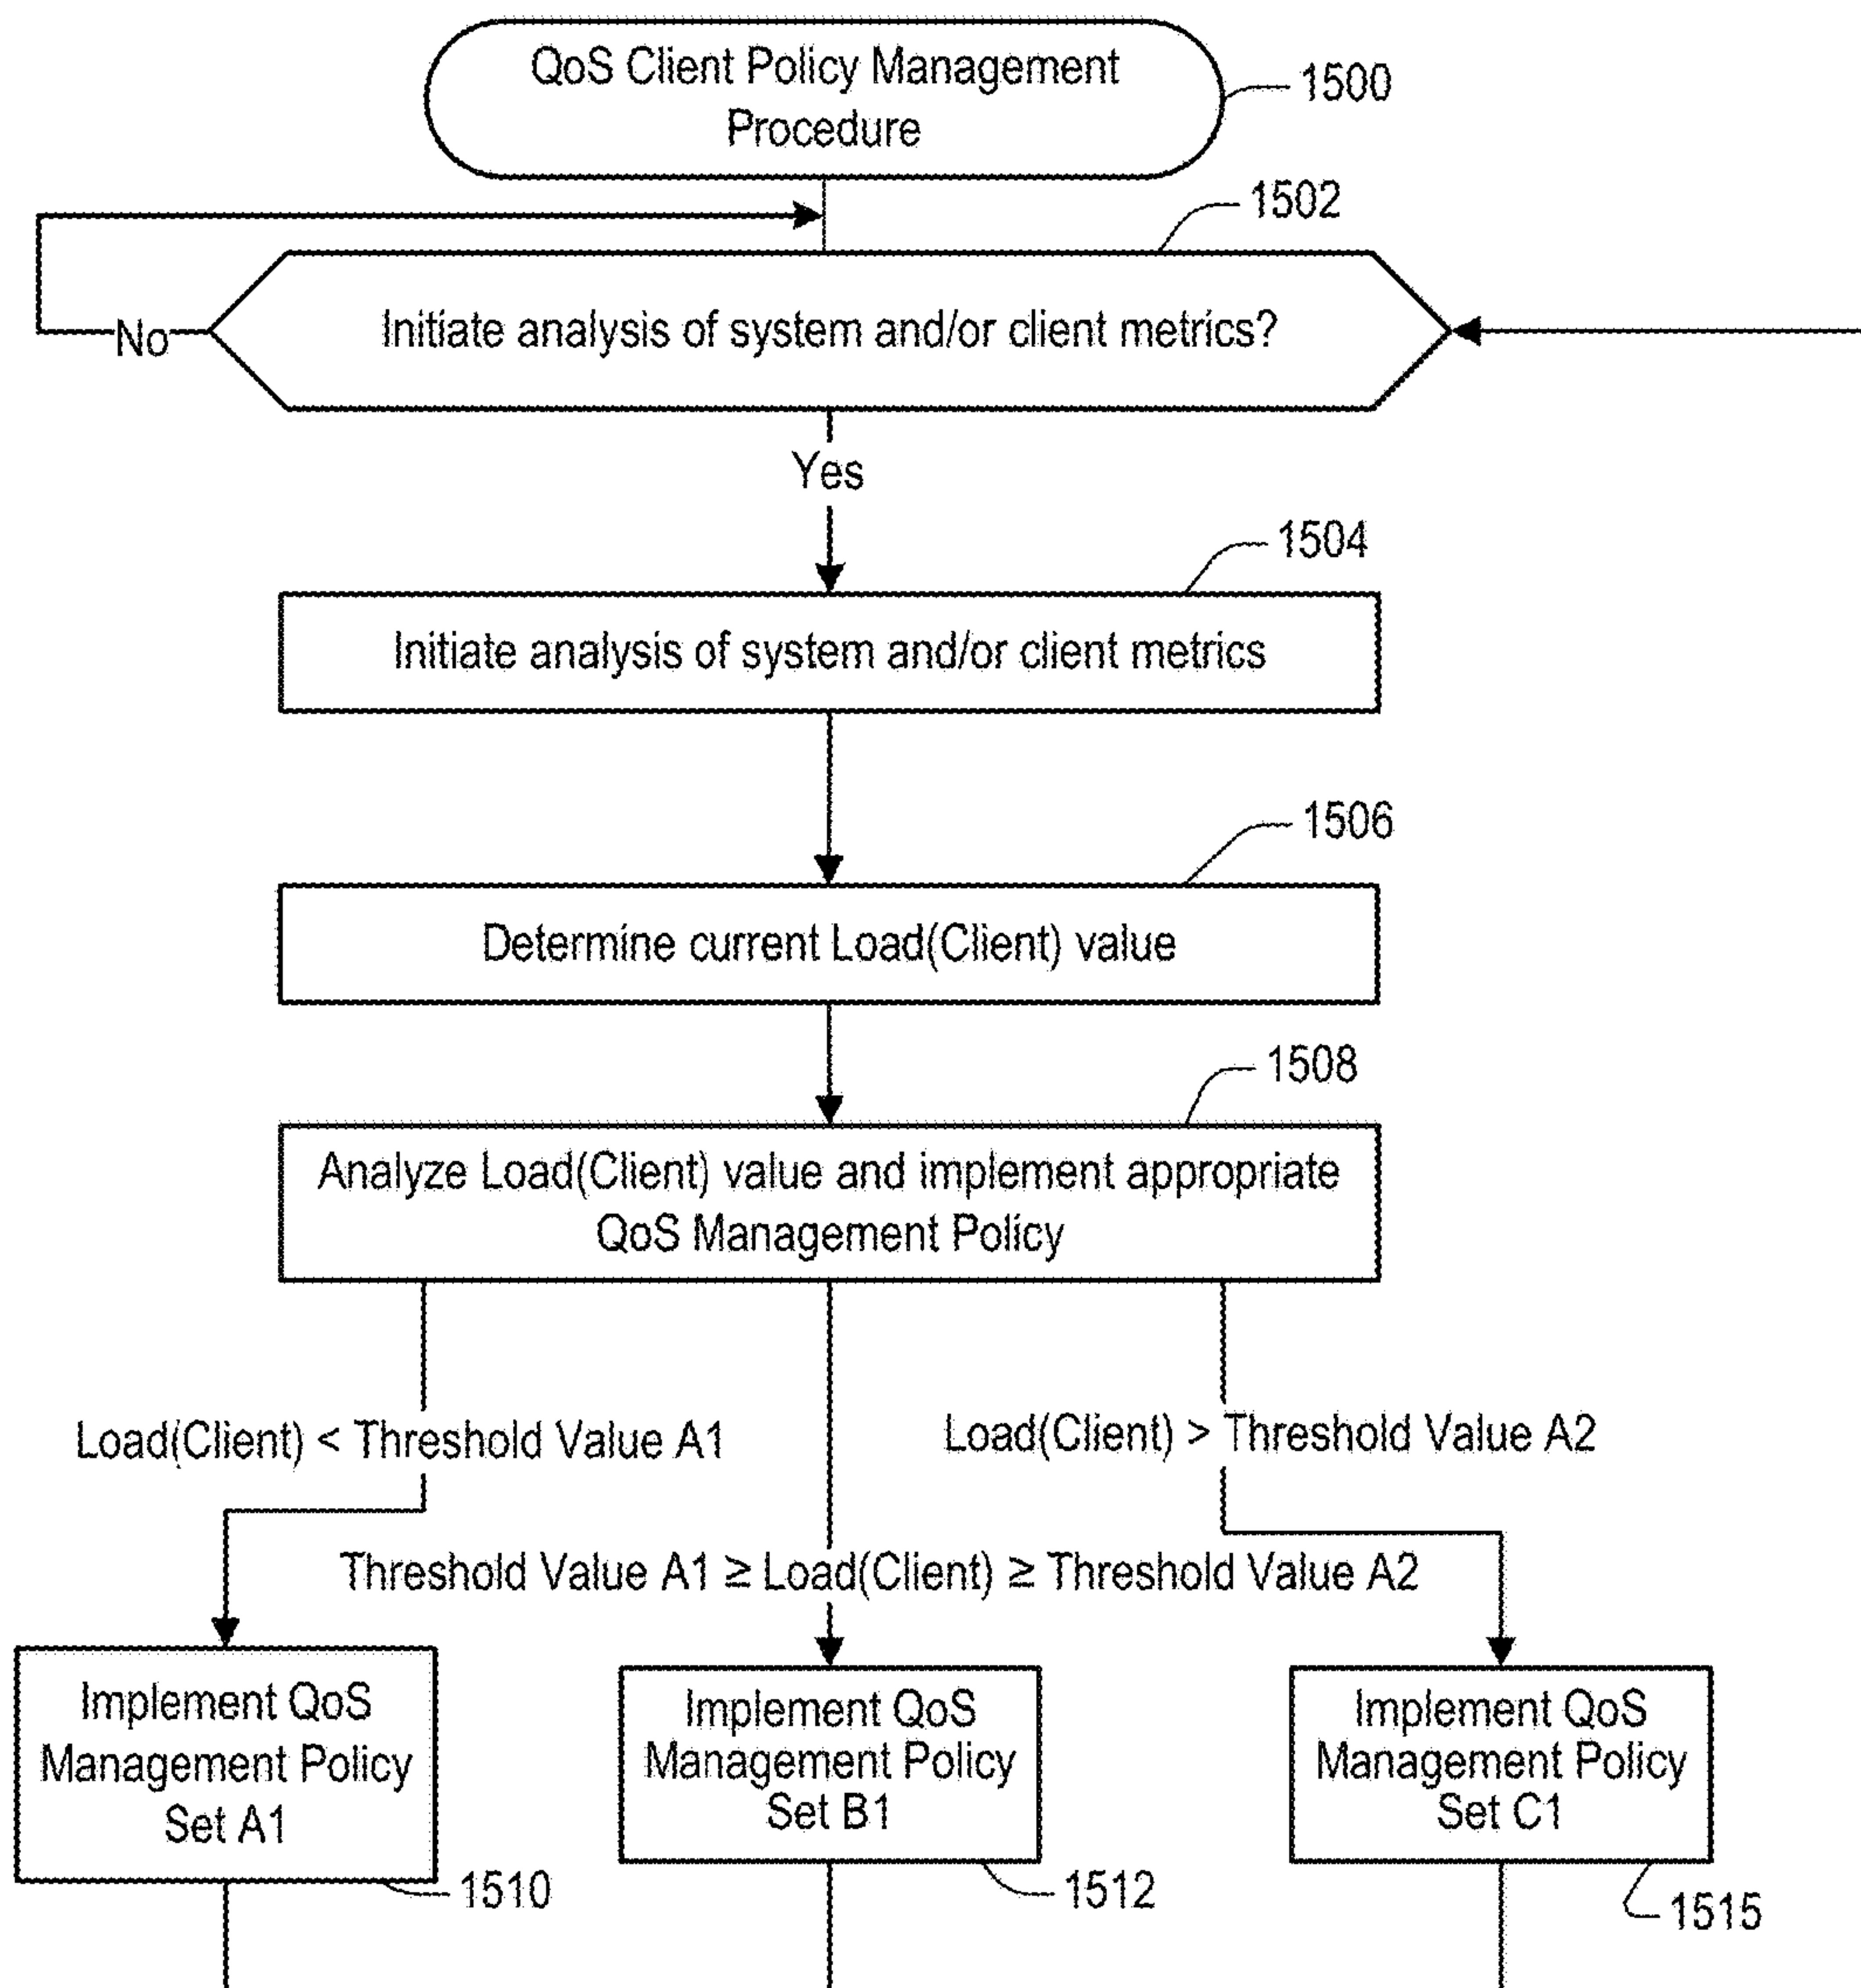 QoS Client Policy Management
Procedure
1500
1502
Initiate analysis of system and/or client metrics?
No
Yes
1504
Initiate analysis of system and/or client metrics
1506
Determine current Load(Client) value
1508
Analyze Load(Client) value and implement appropriate
QoS Management Policy
Load(Client) < Threshold Value A1
Load(Client) > Threshold Value A2
Threshold Value A1 ≥ Load(Client) ≥ Threshold Value A2
Implement QoS
Management Policy
Set A1
1510
Implement QoS
Management Policy
Set B1
1512
Implement QoS
Management Policy
Set C1
1515